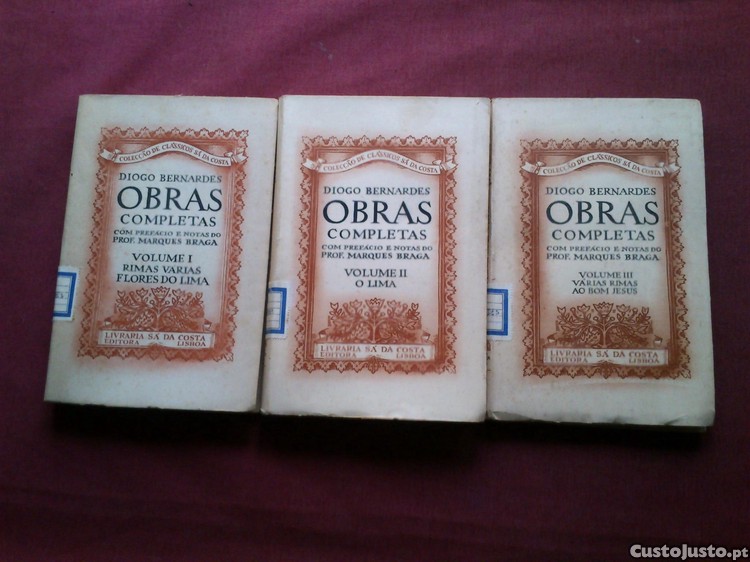 COLECÇÃO DE CLÁSSICOS SÁ DA COSTA
DIOGO BERNARDES
OBRAS
COMPLETAS
COM PREFÁCIO E NOTAS DO
PROF. MARQUES BRAGA
VOLUME I
RIMAS VÁRIAS
FLORES DO LIMA
LIVRARIA SÁ DA COSTA
EDITORA LISBOA
COLECÇÃO DE CLÁSSICOS SÁ DA COSTA
DIOGO BERNARDES
OBRAS
COMPLETAS
COM PREFÁCIO E NOTAS DO
PROF. MARQUES BRAGA
VOLUME II
O LIMA
LIVRARIA SÁ DA COSTA
EDITORA LISBOA
COLECÇÃO DE CLÁSSICOS SÁ DA COSTA
DIOGO BERNARDES
OBRAS
COMPLETAS
COM PREFÁCIO E NOTAS DO
PROF. MARQUES BRAGA
VOLUME III
VÁRIAS RIMAS
AO BOM JESUS
LIVRARIA SÁ DA COSTA
EDITORA LISBOA
CustoJusto.pt